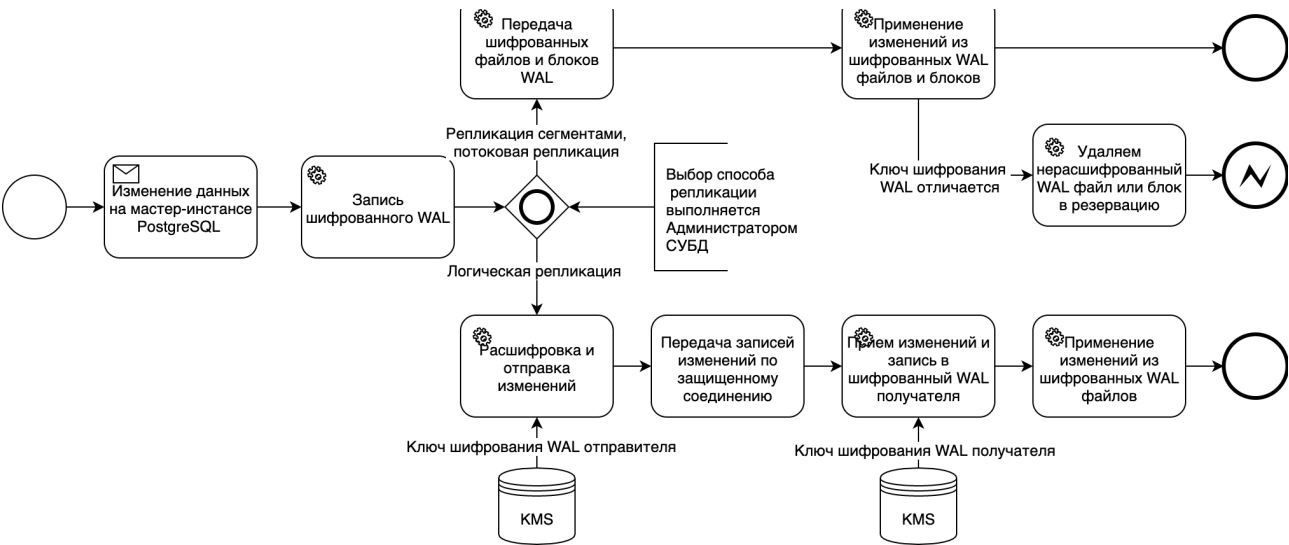 Передача
шифрованных
файлов и блоков
WAL
Применение
изменений из
шифрованных WAL
файлов и блоков
Репликация сегментами,
потоковая репликация
Ключ шифрования
WAL отличается
Удаляем
нерасшифрованный
WAL файл или блок
в резервацию
Изменение данных
на мастер-инстансе
PostgreSQL
Запись
шифрованного WAL
Выбор способа
репликации
выполняется
Администратором
СУБД
Логическая репликация
Расшифровка и
отправка
изменений
Передача записей
изменений по
защищенному
соединению
Прием изменений и
запись в
шифрованный WAL
получателя
Применение
изменений из
шифрованных WAL
файлов
Ключ шифрования WAL отправителя
Ключ шифрования WAL получателя
KMS
KMS